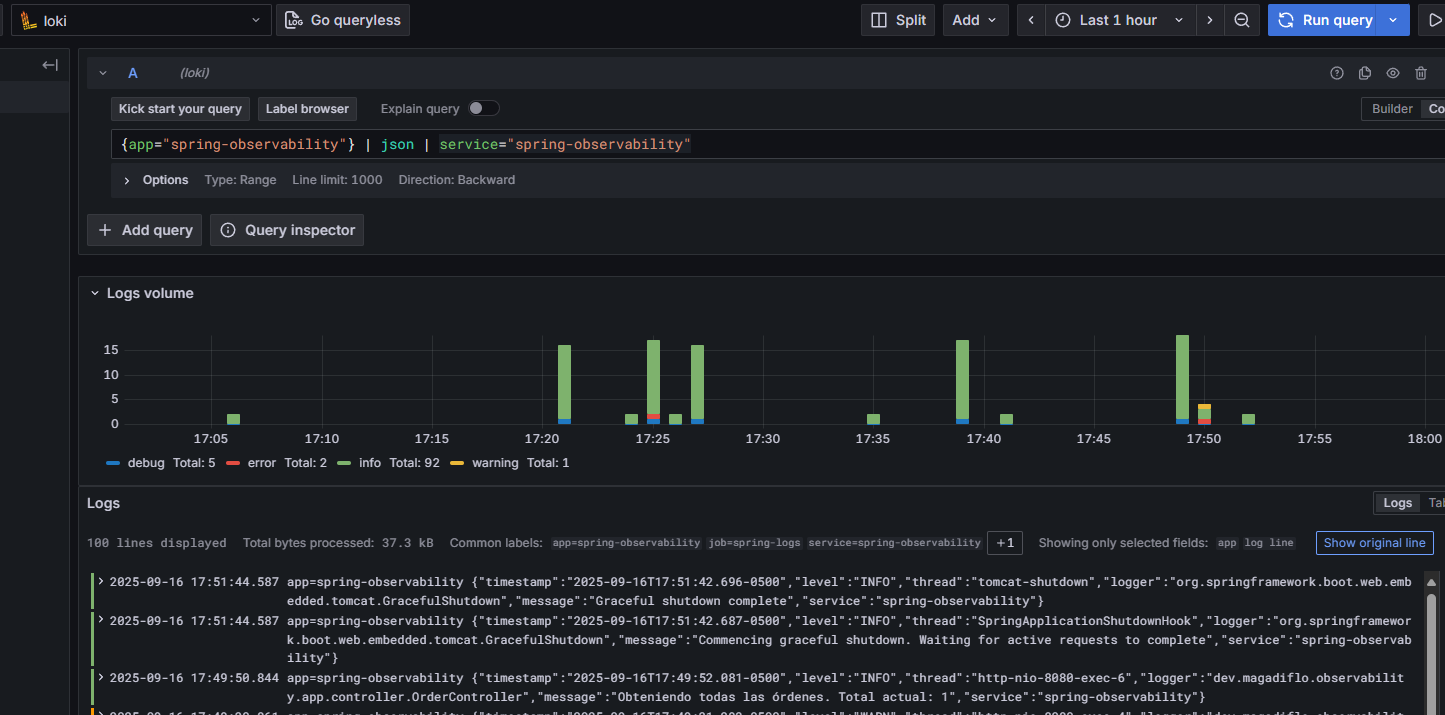 loki
Go queryless
Split
Add
Last 1 hour
Run query
A
(loki)
Kick start your query
Label browser
Explain query
Builder
Co
{app="spring-observability"} | json | service="spring-observability"
Options
Type: Range
Line limit: 1000
Direction: Backward
+ Add query
Query inspector
Logs volume
15
10
5
0
17:05 17:10 17:15 17:20 17:25 17:30 17:35 17:40 17:45 17:50 17:55 18:00
debug Total: 5 error Total: 2 info Total: 92 warning Total: 1
Logs
Logs
Tab
100 lines displayed Total bytes processed: 37.3 kB Common labels: app=spring-observability job=spring-logs service=spring-observability +1 Showing only selected fields: app log line Show original line
2025-09-16 17:51:44.587 app=spring-observability {"timestamp":"2025-09-16T17:51:42.696-0500","level":"INFO","thread":"tomcat-shutdown","logger":"org.springframework.boot.web.emb
edded.tomcat.GracefulShutdown","message":"Graceful shutdown complete","service":"spring-observability"}
2025-09-16 17:51:44.587 app=spring-observability {"timestamp":"2025-09-16T17:51:42.687-0500","level":"INFO","thread":"SpringApplicationShutdownHook","logger":"org.springframewor
k.boot.web.embedded.tomcat.GracefulShutdown","message":"Commencing graceful shutdown. Waiting for active requests to complete","service":"spring-observab
ility"}
2025-09-16 17:49:50.844 app=spring-observability {"timestamp":"2025-09-16T17:49:52.081-0500","level":"INFO","thread":"http-nio-8080-exec-6","logger":"dev.magadiflo.observabilit
y.app.controller.OrderController","message":"Obteniendo todas las órdenes. Total actual: 1","service":"spring-observability"}